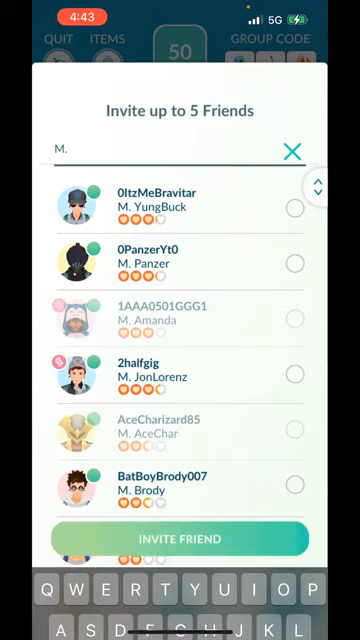 4:43
5G
QUIT
ITEMS
50
GROUP CODE
Invite up to 5 Friends
M.
0ItzMeBravitar
M. YungBuck
0PanzerYt0
M. Panzer
1AAA0501GGG1
M. Amanda
2halfgig
M. JonLorenz
AceCharizard85
M. AceChar
BatBoyBrody007
M. Brody
INVITE FRIEND
Q W E R T Y U I O P
A S D F G H J K L